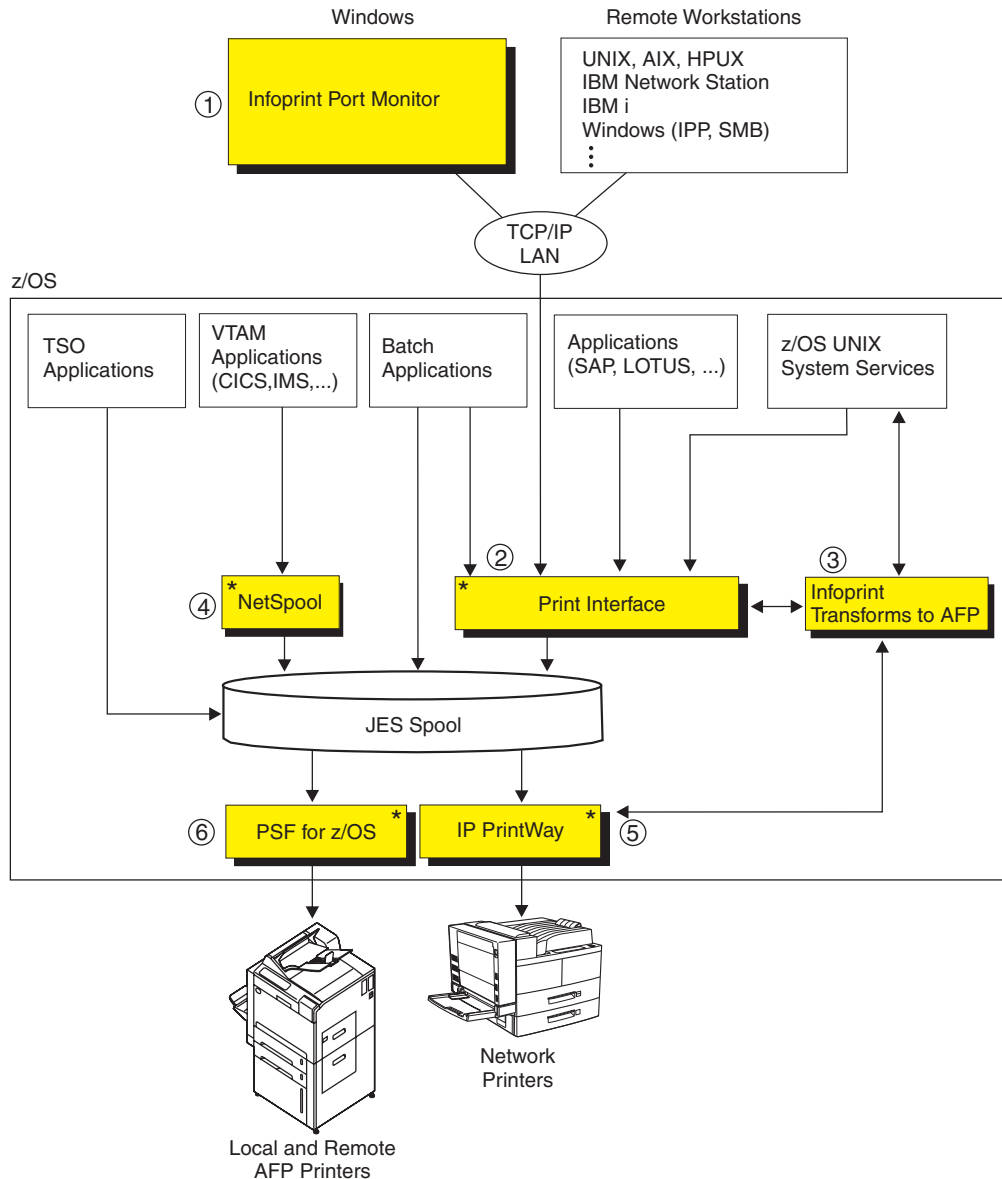 Windows
Remote Workstations
① Infoprint Port Monitor
UNIX, AIX, HPUX
IBM Network Station
IBM i
Windows (IPP, SMB)
⋮
TCP/IP
LAN
z/OS
TSO
Applications
VTAM
Applications
(CICS,IMS,...)
Batch
Applications
Applications
(SAP, LOTUS, ...)
z/OS UNIX
System Services
②
③
④
* NetSpool
* Print Interface
Infoprint
Transforms to AFP
JES Spool
⑥ PSF for z/OS *
IP PrintWay * ⑤
Network
Printers
Local and Remote
AFP Printers